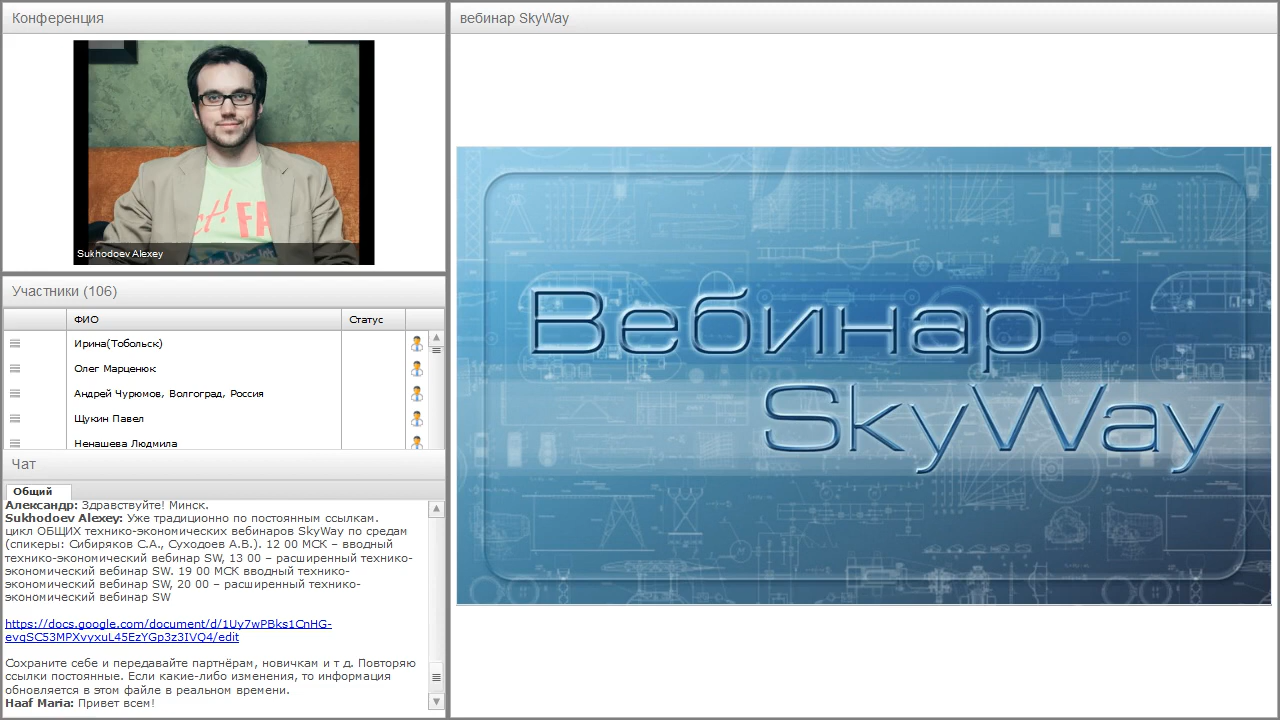 Конференция
Sukhodoev Alexey
Участники (106)
ФИО
Статус
Ирина(Тобольск)
Олег Марценюк
Андрей Чурюмов, Волгоград, Россия
Щукин Павел
Ненашева Людмила
Чат
Общий
Александр: Здравствуйте! Минск.
Sukhodoev Alexey: Уже традиционно по постоянным ссылкам.
цикл ОБЩИХ технико-экономических вебинаров SkyWay по средам
(спикеры: Сибиряков С.А., Суходоев А.В.). 12 00 МСК – вводный
технико-экономический вебинар SW, 13 00 – расширенный технико-
экономический вебинар SW. 19 00 МСК вводный технико-
экономический вебинар SW, 20 00 – расширенный технико-
экономический вебинар SW
https://docs.google.com/document/d/1Uy7wPBks1CnHG-
evqSC53MPXvyxuL45EzYGp3z3IVQ4/edit
Сохраните себе и передавайте партнёрам, новичкам и т д. Повторяю
ссылки постоянные. Если какие-либо изменения, то информация
обновляется в этом файле в реальном времени.
Haaf Maria: Привет всем!
вебинар SkyWay
Вебинар
SkyWay